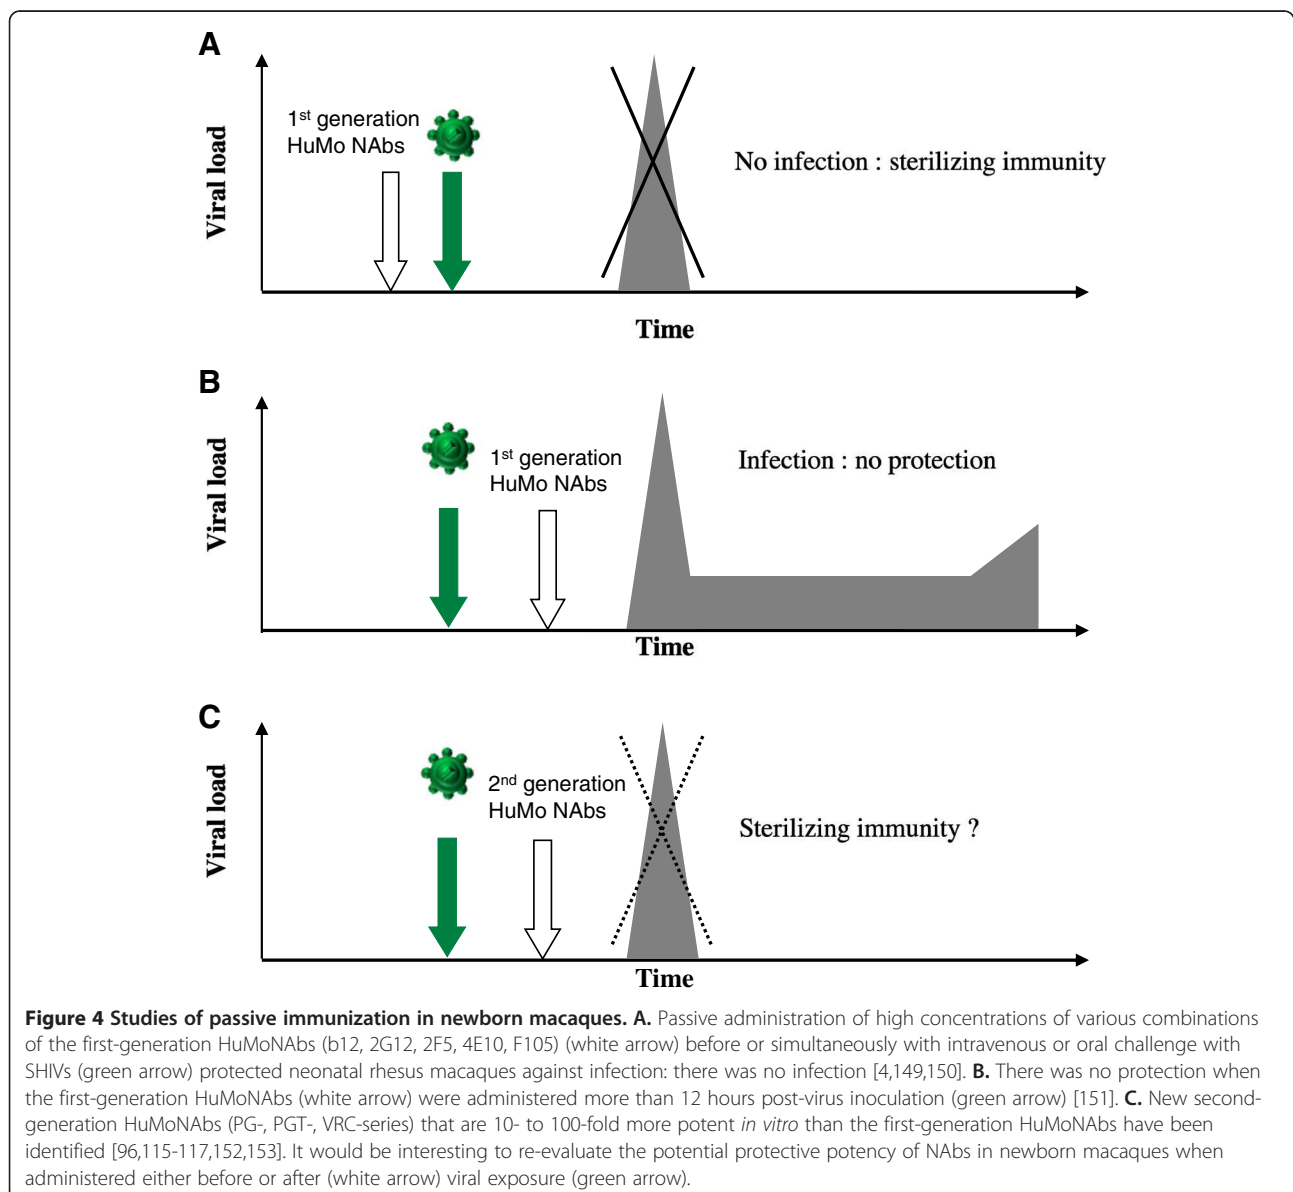 A
1st generation
HuMo NAbs
Viral load
No infection : sterilizing immunity
Time
B
1st generation
HuMo NAbs
Viral load
Infection : no protection
Time
C
2nd generation
HuMo NAbs
Viral load
Sterilizing immunity ?
Time
Figure 4 Studies of passive immunization in newborn macaques. A. Passive administration of high concentrations of various combinations
of the first-generation HuMoNAbs (b12, 2G12, 2F5, 4E10, F105) (white arrow) before or simultaneously with intravenous or oral challenge with
SHIVs (green arrow) protected neonatal rhesus macaques against infection: there was no infection [4,149,150]. B. There was no protection when
the first-generation HuMoNAbs (white arrow) were administered more than 12 hours post-virus inoculation (green arrow) [151]. C. New second-
generation HuMoNAbs (PG-, PGT-, VRC-series) that are 10- to 100-fold more potent in vitro than the first-generation HuMoNAbs have been
identified [96,115-117,152,153]. It would be interesting to re-evaluate the potential protective potency of NAbs in newborn macaques when
administered either before or after (white arrow) viral exposure (green arrow).